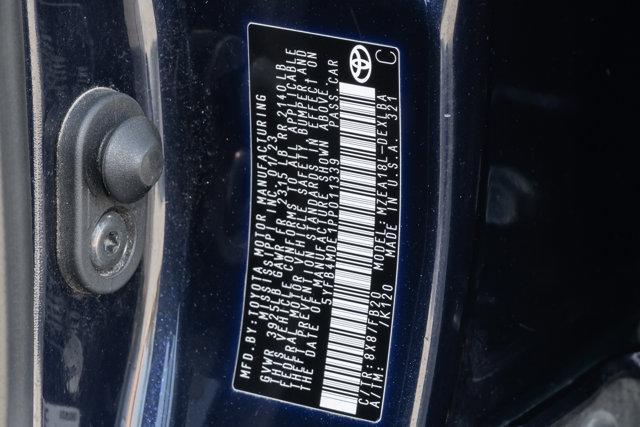 MFD.BY:TOYOTA MOTOR MANUFACTURING
MISSISSIPPI, INC. 01/23
GVWR 3925LB GAWR FR 2315 LB RR 2140LB
THIS VEHICLE CONFORMS TO ALL APPLICABLE
FEDERAL MOTOR VEHICLE SAFETY, BUMPER, AND
THEFT PREVENTION STANDARDS IN EFFECT ON
THE DATE OF MANUFACTURE SHOWN ABOVE.
5YFB4MDE1PP011339 PASS.CAR
C/TR: 8X8/FB20 MODEL: MZEA18L-DEXLBA
A/TM: /K120 MADE IN U.S.A. 321
C